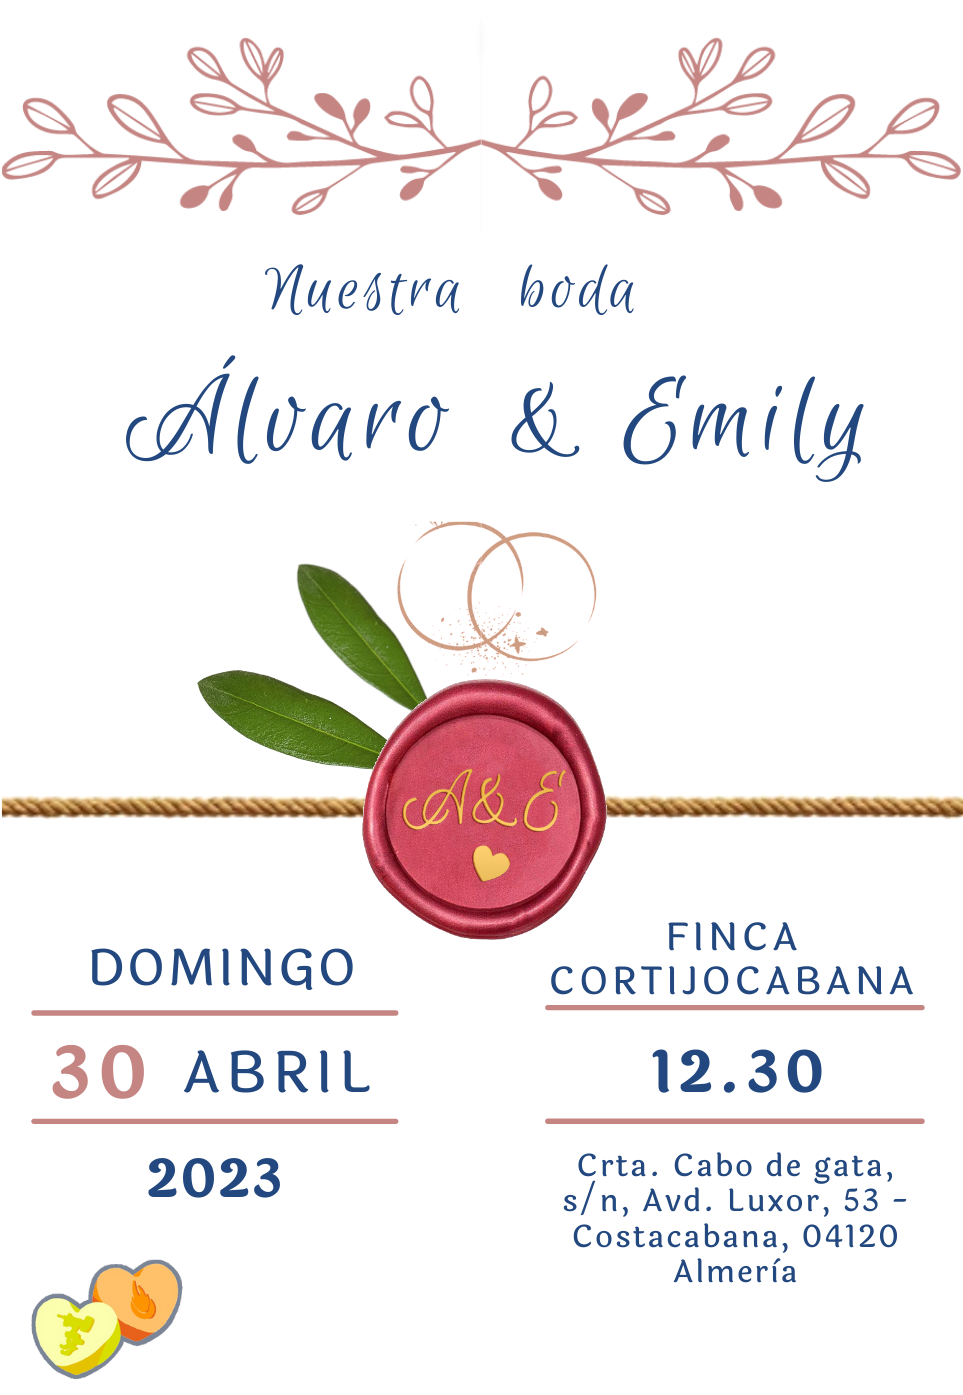 Nuestra boda
Álvaro & Emily
A & E
DOMINGO
30 ABRIL
2023
FINCA
CORTIJOCABANA
12.30
Crta. Cabo de gata,
s/n, Avd. Luxor, 53 -
Costacabana, 04120
Almería